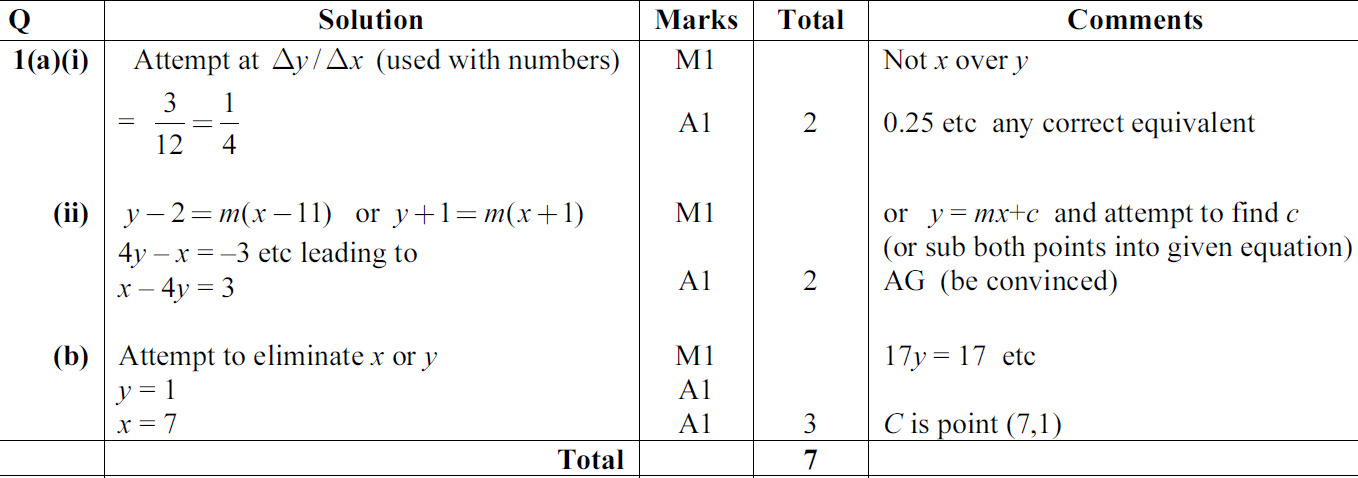 Q Solution Marks Total Comments
1(a)(i) Attempt at Δy/Δx (used with numbers) M1 Not x over y
= 3/12 = 1/4 A1 2 0.25 etc any correct equivalent
(ii) y – 2 = m(x – 11) or y + 1 = m(x + 1) M1 or y = mx+c and attempt to find c
4y – x = –3 etc leading to (or sub both points into given equation)
x – 4y = 3 A1 2 AG (be convinced)
(b) Attempt to eliminate x or y M1 17y = 17 etc
y = 1 A1
x = 7 A1 3 C is point (7,1)
Total 7